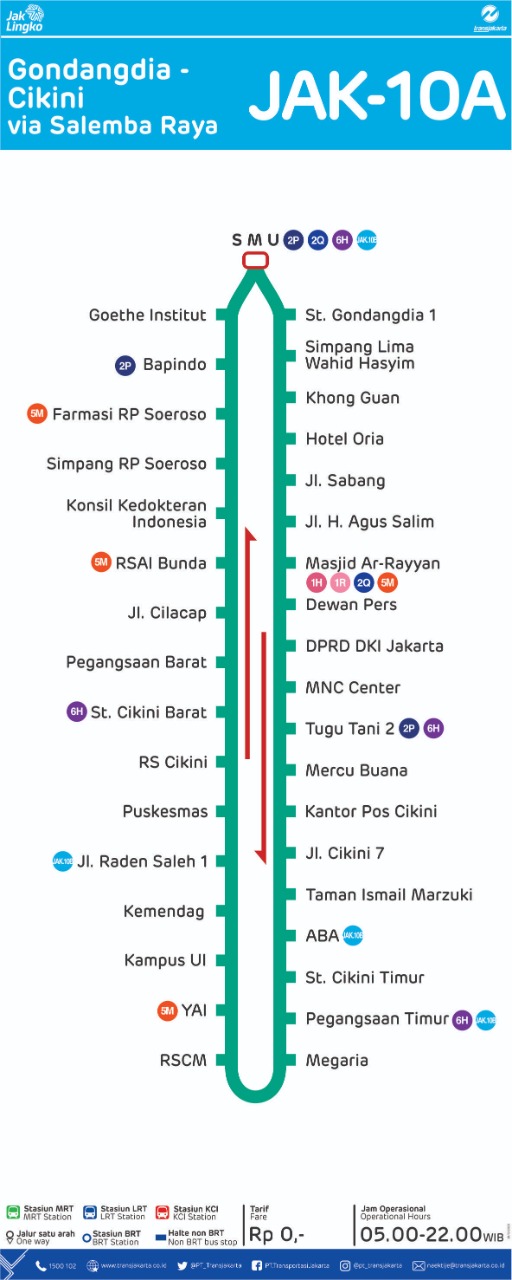 Jak
Lingko
transjakarta
Gondangdia -
Cikini
via Salemba Raya
JAK-10A
S M U 2P 2Q 6H JAK.10B
Goethe Institut
2P Bapindo
5M Farmasi RP Soeroso
Simpang RP Soeroso
Konsil Kedokteran
Indonesia
5M RSAI Bunda
Jl. Cilacap
Pegangsaan Barat
6H St. Cikini Barat
RS Cikini
Puskesmas
Jl. Raden Saleh 1
Kemendag
Kampus UI
5M YAI
RSCM
St. Gondangdia 1
Simpang Lima
Wahid Hasyim
Khong Guan
Hotel Oria
Jl. Sabang
Jl. H. Agus Salim
Masjid Ar-Rayyan
1H 1R 2Q 5M
Dewan Pers
DPRD DKI Jakarta
MNC Center
Tugu Tani 2 2P 6H
Mercu Buana
Kantor Pos Cikini
Jl. Cikini 7
Taman Ismail Marzuki
ABA JAK.10B
St. Cikini Timur
Pegangsaan Timur 6H JAK.10B
Megaria
Stasiun MRT
MRT Station
Stasiun LRT
LRT Station
Stasiun KCI
KCI Station
Jalur satu arah
One way
Stasiun BRT
BRT Station
Halte non BRT
Non BRT bus stop
Tarif
Fare
Rp 0,-
Jam Operasional
Operational Hours
05.00-22.00 WIB
1500 102
www.transjakarta.co.id
@PT_Transjakarta
PT.TransportasiJakarta
@pt_transjakarta
naektije@transjakarta.co.id